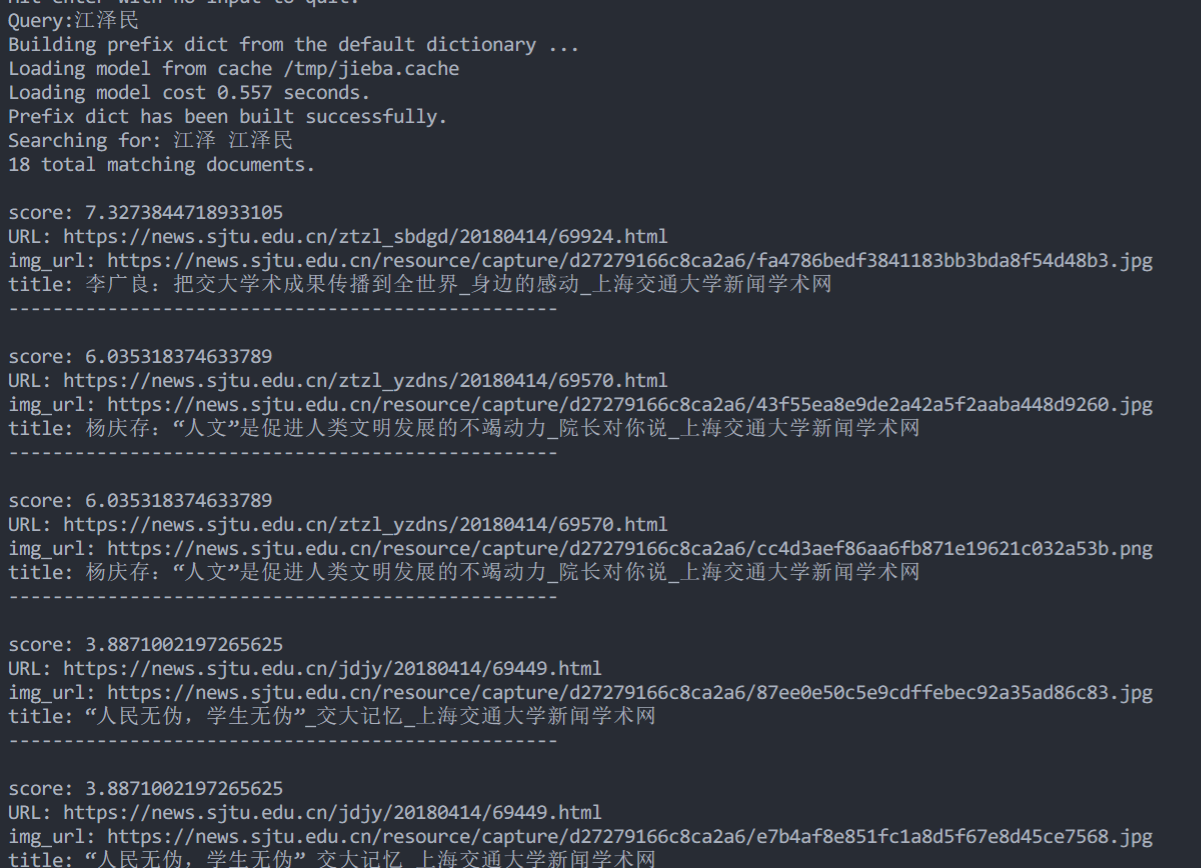 Hit enter with no input to quit.
Query:江泽民
Building prefix dict from the default dictionary ...
Loading model from cache /tmp/jieba.cache
Loading model cost 0.557 seconds.
Prefix dict has been built successfully.
Searching for: 江泽 江泽民
18 total matching documents.
score: 7.3273844718933105
URL: https://news.sjtu.edu.cn/ztzl_sbdgd/20180414/69924.html
img_url: https://news.sjtu.edu.cn/resource/capture/d27279166c8ca2a6/fa4786bedf3841183bb3bda8f54d48b3.jpg
title: 李广良：把交大学术成果传播到全世界_身边的感动_上海交通大学新闻学术网
--------------------------------------------------
score: 6.035318374633789
URL: https://news.sjtu.edu.cn/ztzl_yzdns/20180414/69570.html
img_url: https://news.sjtu.edu.cn/resource/capture/d27279166c8ca2a6/43f55ea8e9de2a42a5f2aaba448d9260.jpg
title: 杨庆存：“人文”是促进人类文明发展的不竭动力_院长对你说_上海交通大学新闻学术网
--------------------------------------------------
score: 6.035318374633789
URL: https://news.sjtu.edu.cn/ztzl_yzdns/20180414/69570.html
img_url: https://news.sjtu.edu.cn/resource/capture/d27279166c8ca2a6/cc4d3aef86aa6fb871e19621c032a53b.png
title: 杨庆存：“人文”是促进人类文明发展的不竭动力_院长对你说_上海交通大学新闻学术网
--------------------------------------------------
score: 3.8871002197265625
URL: https://news.sjtu.edu.cn/jdjy/20180414/69449.html
img_url: https://news.sjtu.edu.cn/resource/capture/d27279166c8ca2a6/87ee0e50c5e9cdffebec92a35ad86c83.jpg
title: “人民无伪，学生无伪”_交大记忆_上海交通大学新闻学术网
--------------------------------------------------
score: 3.8871002197265625
URL: https://news.sjtu.edu.cn/jdjy/20180414/69449.html
img_url: https://news.sjtu.edu.cn/resource/capture/d27279166c8ca2a6/e7b4af8e851fc1a8d5f67e8d45ce7568.jpg
title: “人民无伪，学生无伪”_交大记忆_上海交通大学新闻学术网